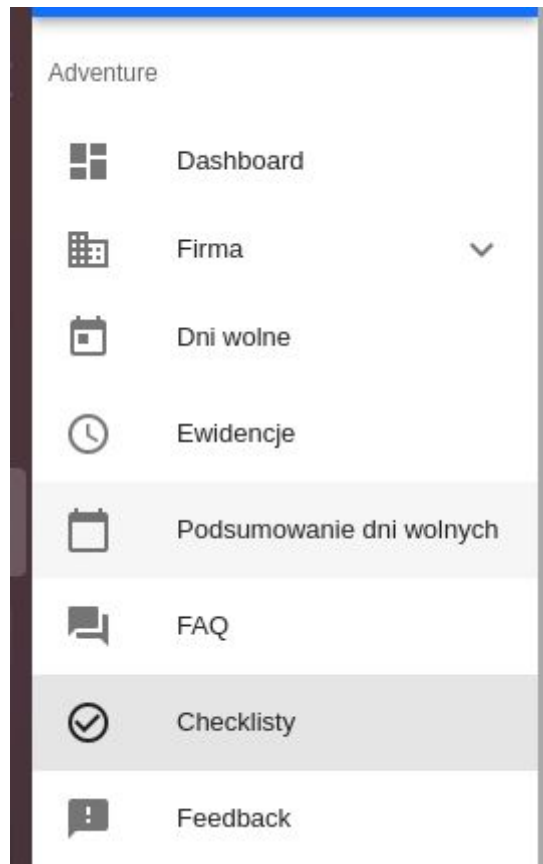 Adventure
Dashboard
Firma
Dni wolne
Ewidencje
Podsumowanie dni wolnych
FAQ
Checklisty
Feedback